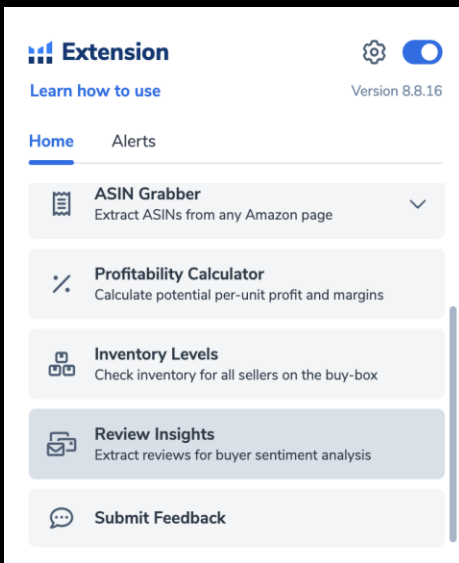 Extension
Learn how to use
Version 8.8.16
Home
Alerts
ASIN Grabber
Extract ASINs from any Amazon page
Profitability Calculator
Calculate potential per-unit profit and margins
Inventory Levels
Check inventory for all sellers on the buy-box
Review Insights
Extract reviews for buyer sentiment analysis
Submit Feedback